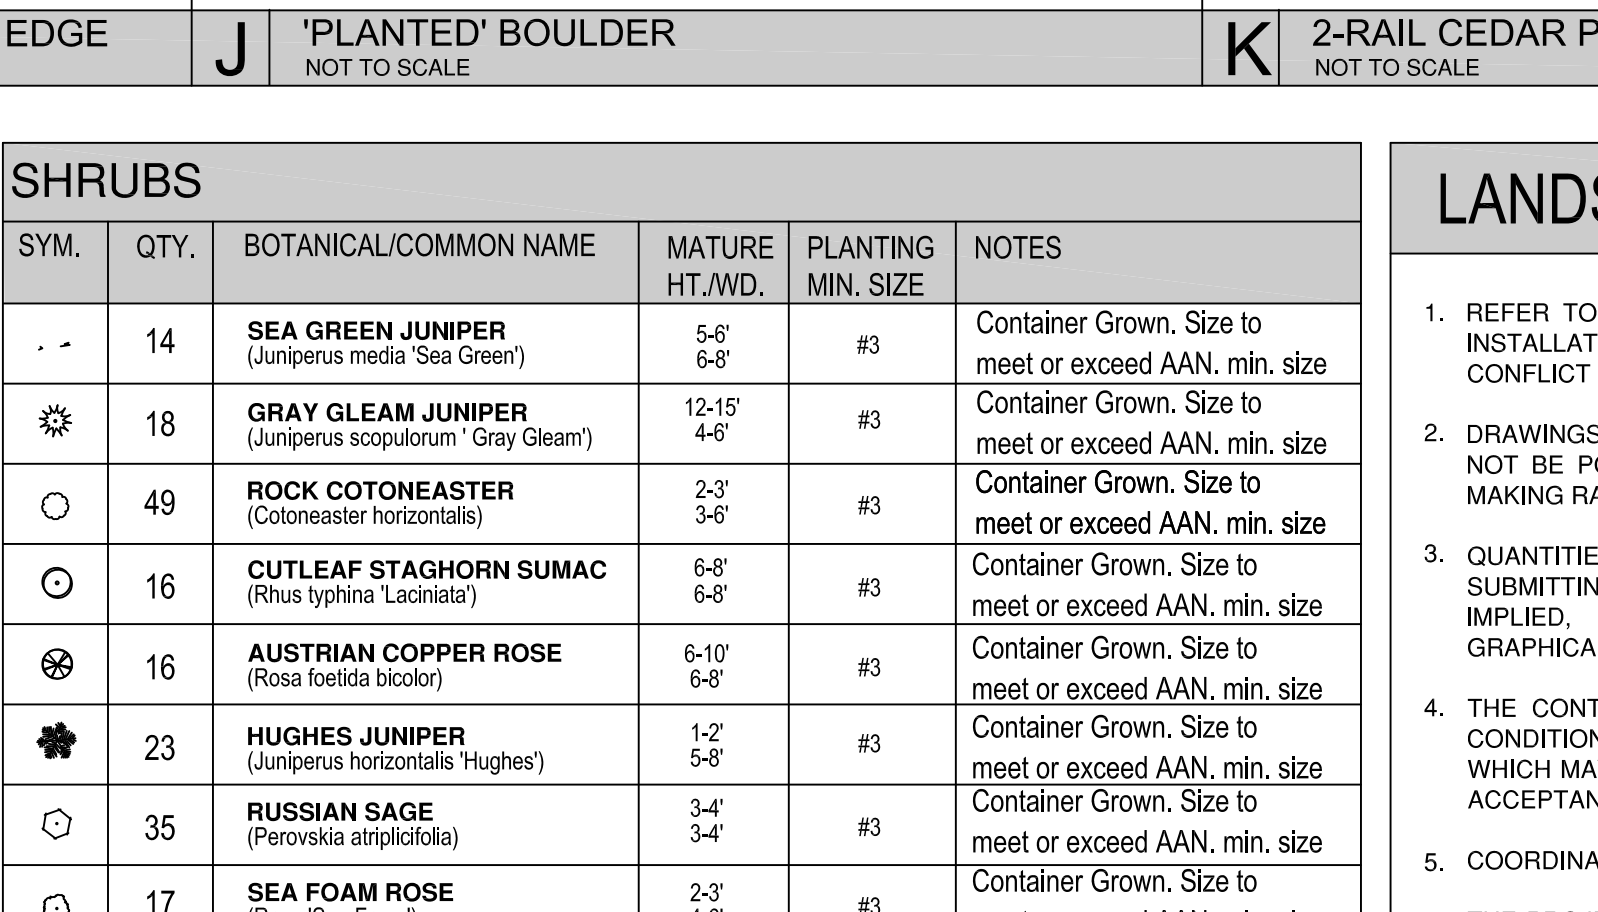 EDGE
J
'PLANTED' BOULDER
NOT TO SCALE
K
2-RAIL CEDAR
NOT TO SCALE
SHRUBS
SYM. QTY. BOTANICAL/COMMON NAME MATURE HT./WD. PLANTING MIN. SIZE NOTES
14 SEA GREEN JUNIPER 5-6' #3 Container Grown. Size to
(Juniperus media 'Sea Green') 6-8' meet or exceed AAN. min. size
18 GRAY GLEAM JUNIPER 12-15' #3 Container Grown. Size to
(Juniperus scopulorum ' Gray Gleam') 4-6' meet or exceed AAN. min. size
49 ROCK COTONEASTER 2-3' #3 Container Grown. Size to
(Cotoneaster horizontalis) 3-6' meet or exceed AAN. min. size
16 CUTLEAF STAGHORN SUMAC 6-8' #3 Container Grown. Size to
(Rhus typhina 'Laciniata') 6-8' meet or exceed AAN. min. size
16 AUSTRIAN COPPER ROSE 6-10' #3 Container Grown. Size to
(Rosa foetida bicolor) 6-8' meet or exceed AAN. min. size
23 HUGHES JUNIPER 1-2' #3 Container Grown. Size to
(Juniperus horizontalis 'Hughes') 5-8' meet or exceed AAN. min. size
35 RUSSIAN SAGE 3-4' #3 Container Grown. Size to
(Perovskia atriplicifolia) 3-4' meet or exceed AAN. min. size
17 SEA FOAM ROSE 2-3' #3 Container Grown. Size to
LANDS
1. REFER TO
INSTALLAT
CONFLICT
2. DRAWINGS
NOT BE PO
MAKING RA
3. QUANTITIE
SUBMITTIN
IMPLIED,
GRAPHICA
4. THE CONT
CONDITION
WHICH MA
ACCEPTAN
5. COORDINA